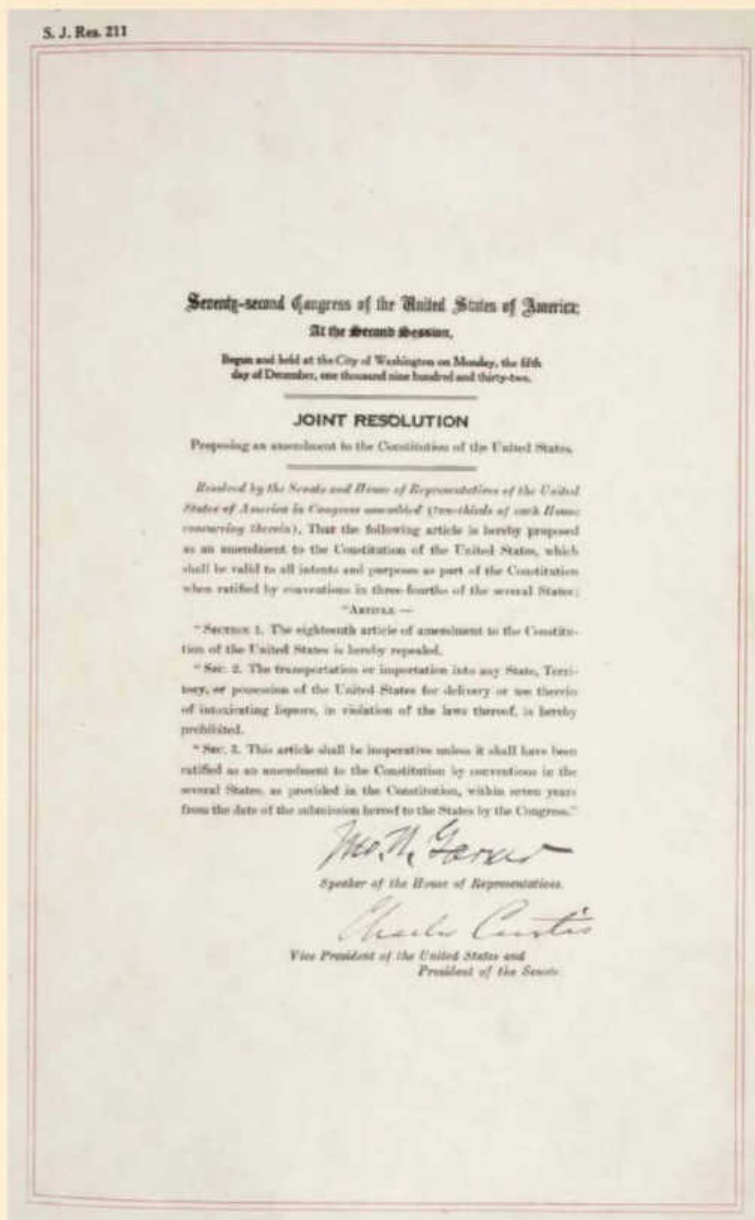 S. J. Res. 211
Seventy-second Congress of the United States of America;
At the Second Session,
Begun and held at the City of Washington on Monday, the fifth
day of December, one thousand nine hundred and thirty-two.
JOINT RESOLUTION
Proposing an amendment to the Constitution of the United States.
Resolved by the Senate and House of Representatives of the United
States of America in Congress assembled (two-thirds of each House
concurring therein), That the following article is hereby proposed
as an amendment to the Constitution of the United States, which
shall be valid to all intents and purposes as part of the Constitution
when ratified by conventions in three-fourths of the several States:
"ARTICLE —
"SECTION 1. The eighteenth article of amendment to the Constitu-
tion of the United States is hereby repealed.
"SEC. 2. The transportation or importation into any State, Terri-
tory, or possession of the United States for delivery or use therein
of intoxicating liquors, in violation of the laws thereof, is hereby
prohibited.
"SEC. 3. This article shall be inoperative unless it shall have been
ratified as an amendment to the Constitution by conventions in the
several States, as provided in the Constitution, within seven years
from the date of the submission hereof to the States by the Congress."
Jno. N. Garner
Speaker of the House of Representatives.
Charles Curtis
Vice President of the United States and
President of the Senate.